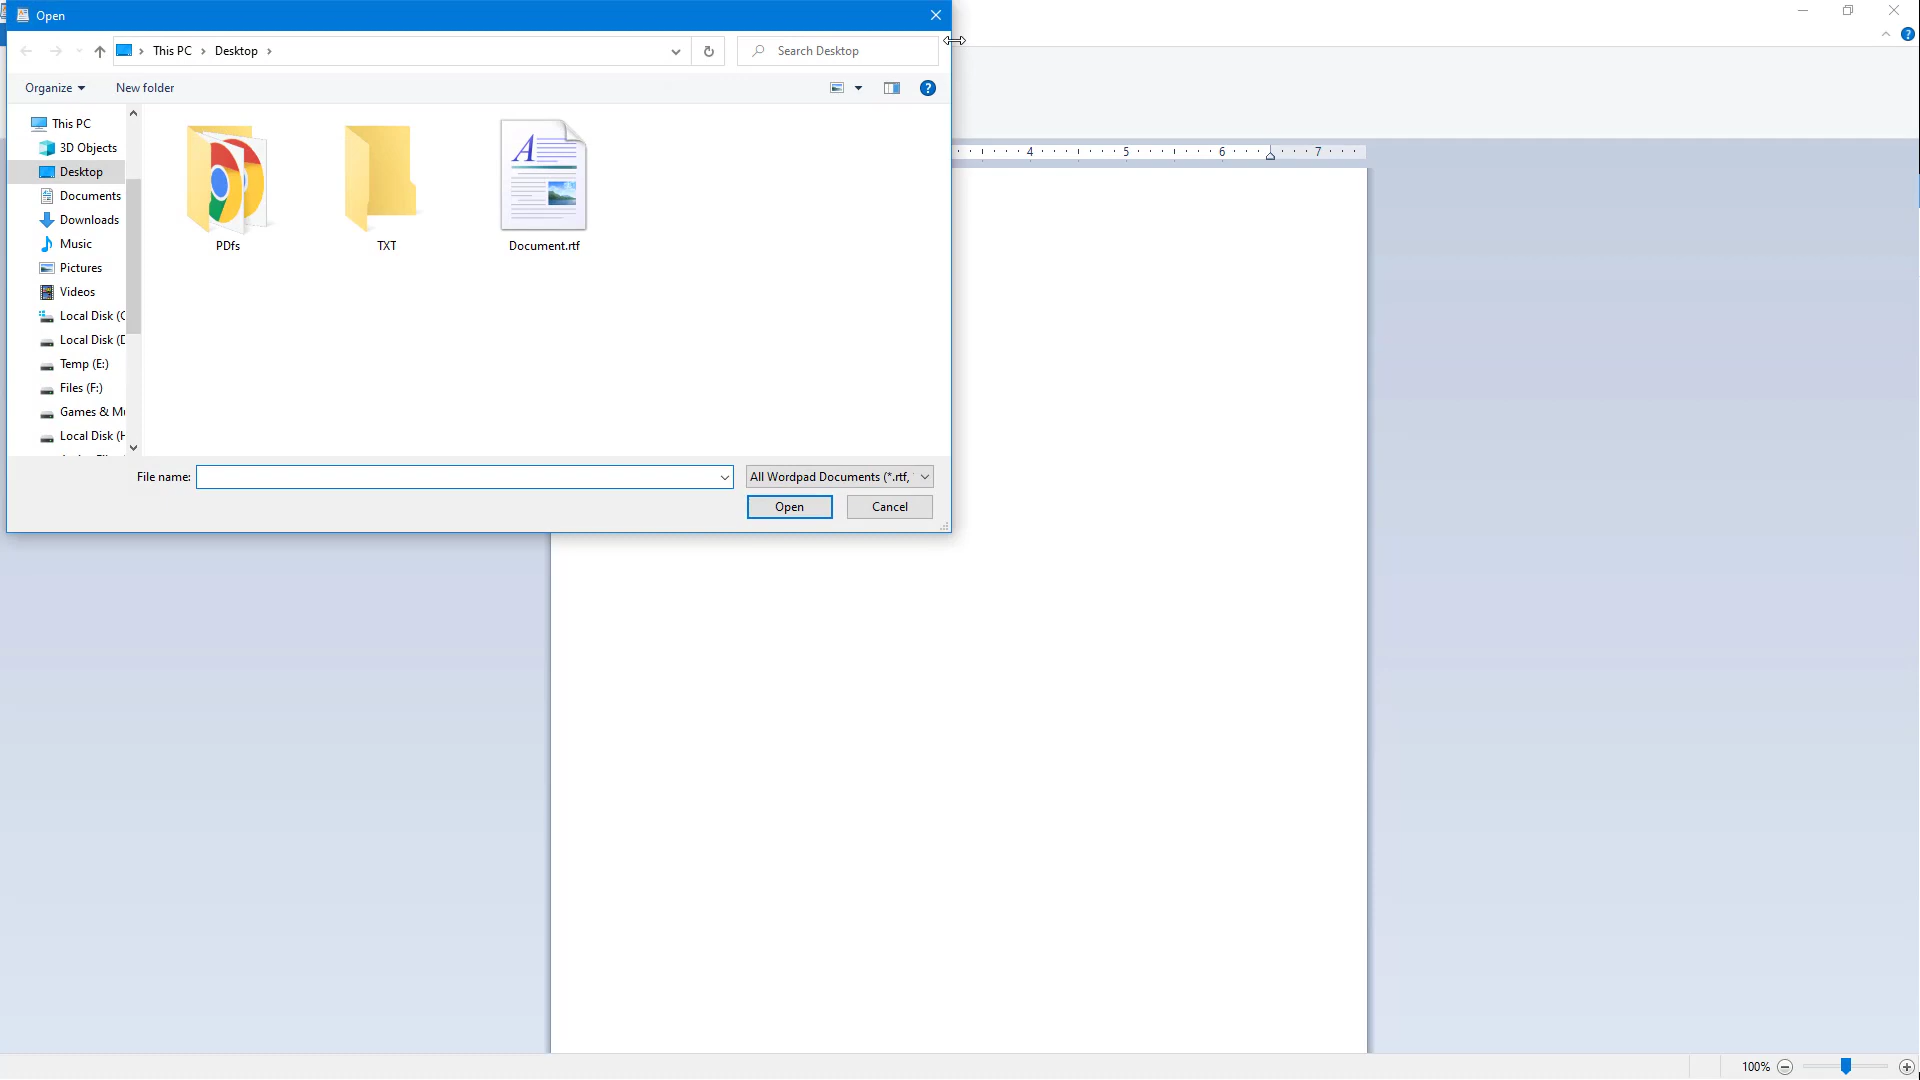 Open
This PC
Desktop
Search Desktop
Organize
New folder
This PC
3D Objects
Desktop
Documents
Downloads
Music
Pictures
Videos
Local Disk (C
Local Disk (D
Temp (E:)
Files (F:)
Games & M
Local Disk (H
PDfs
TXT
Document.rtf
4 5 6 7
File name:
All Wordpad Documents (*.rtf,
Open
Cancel
100%